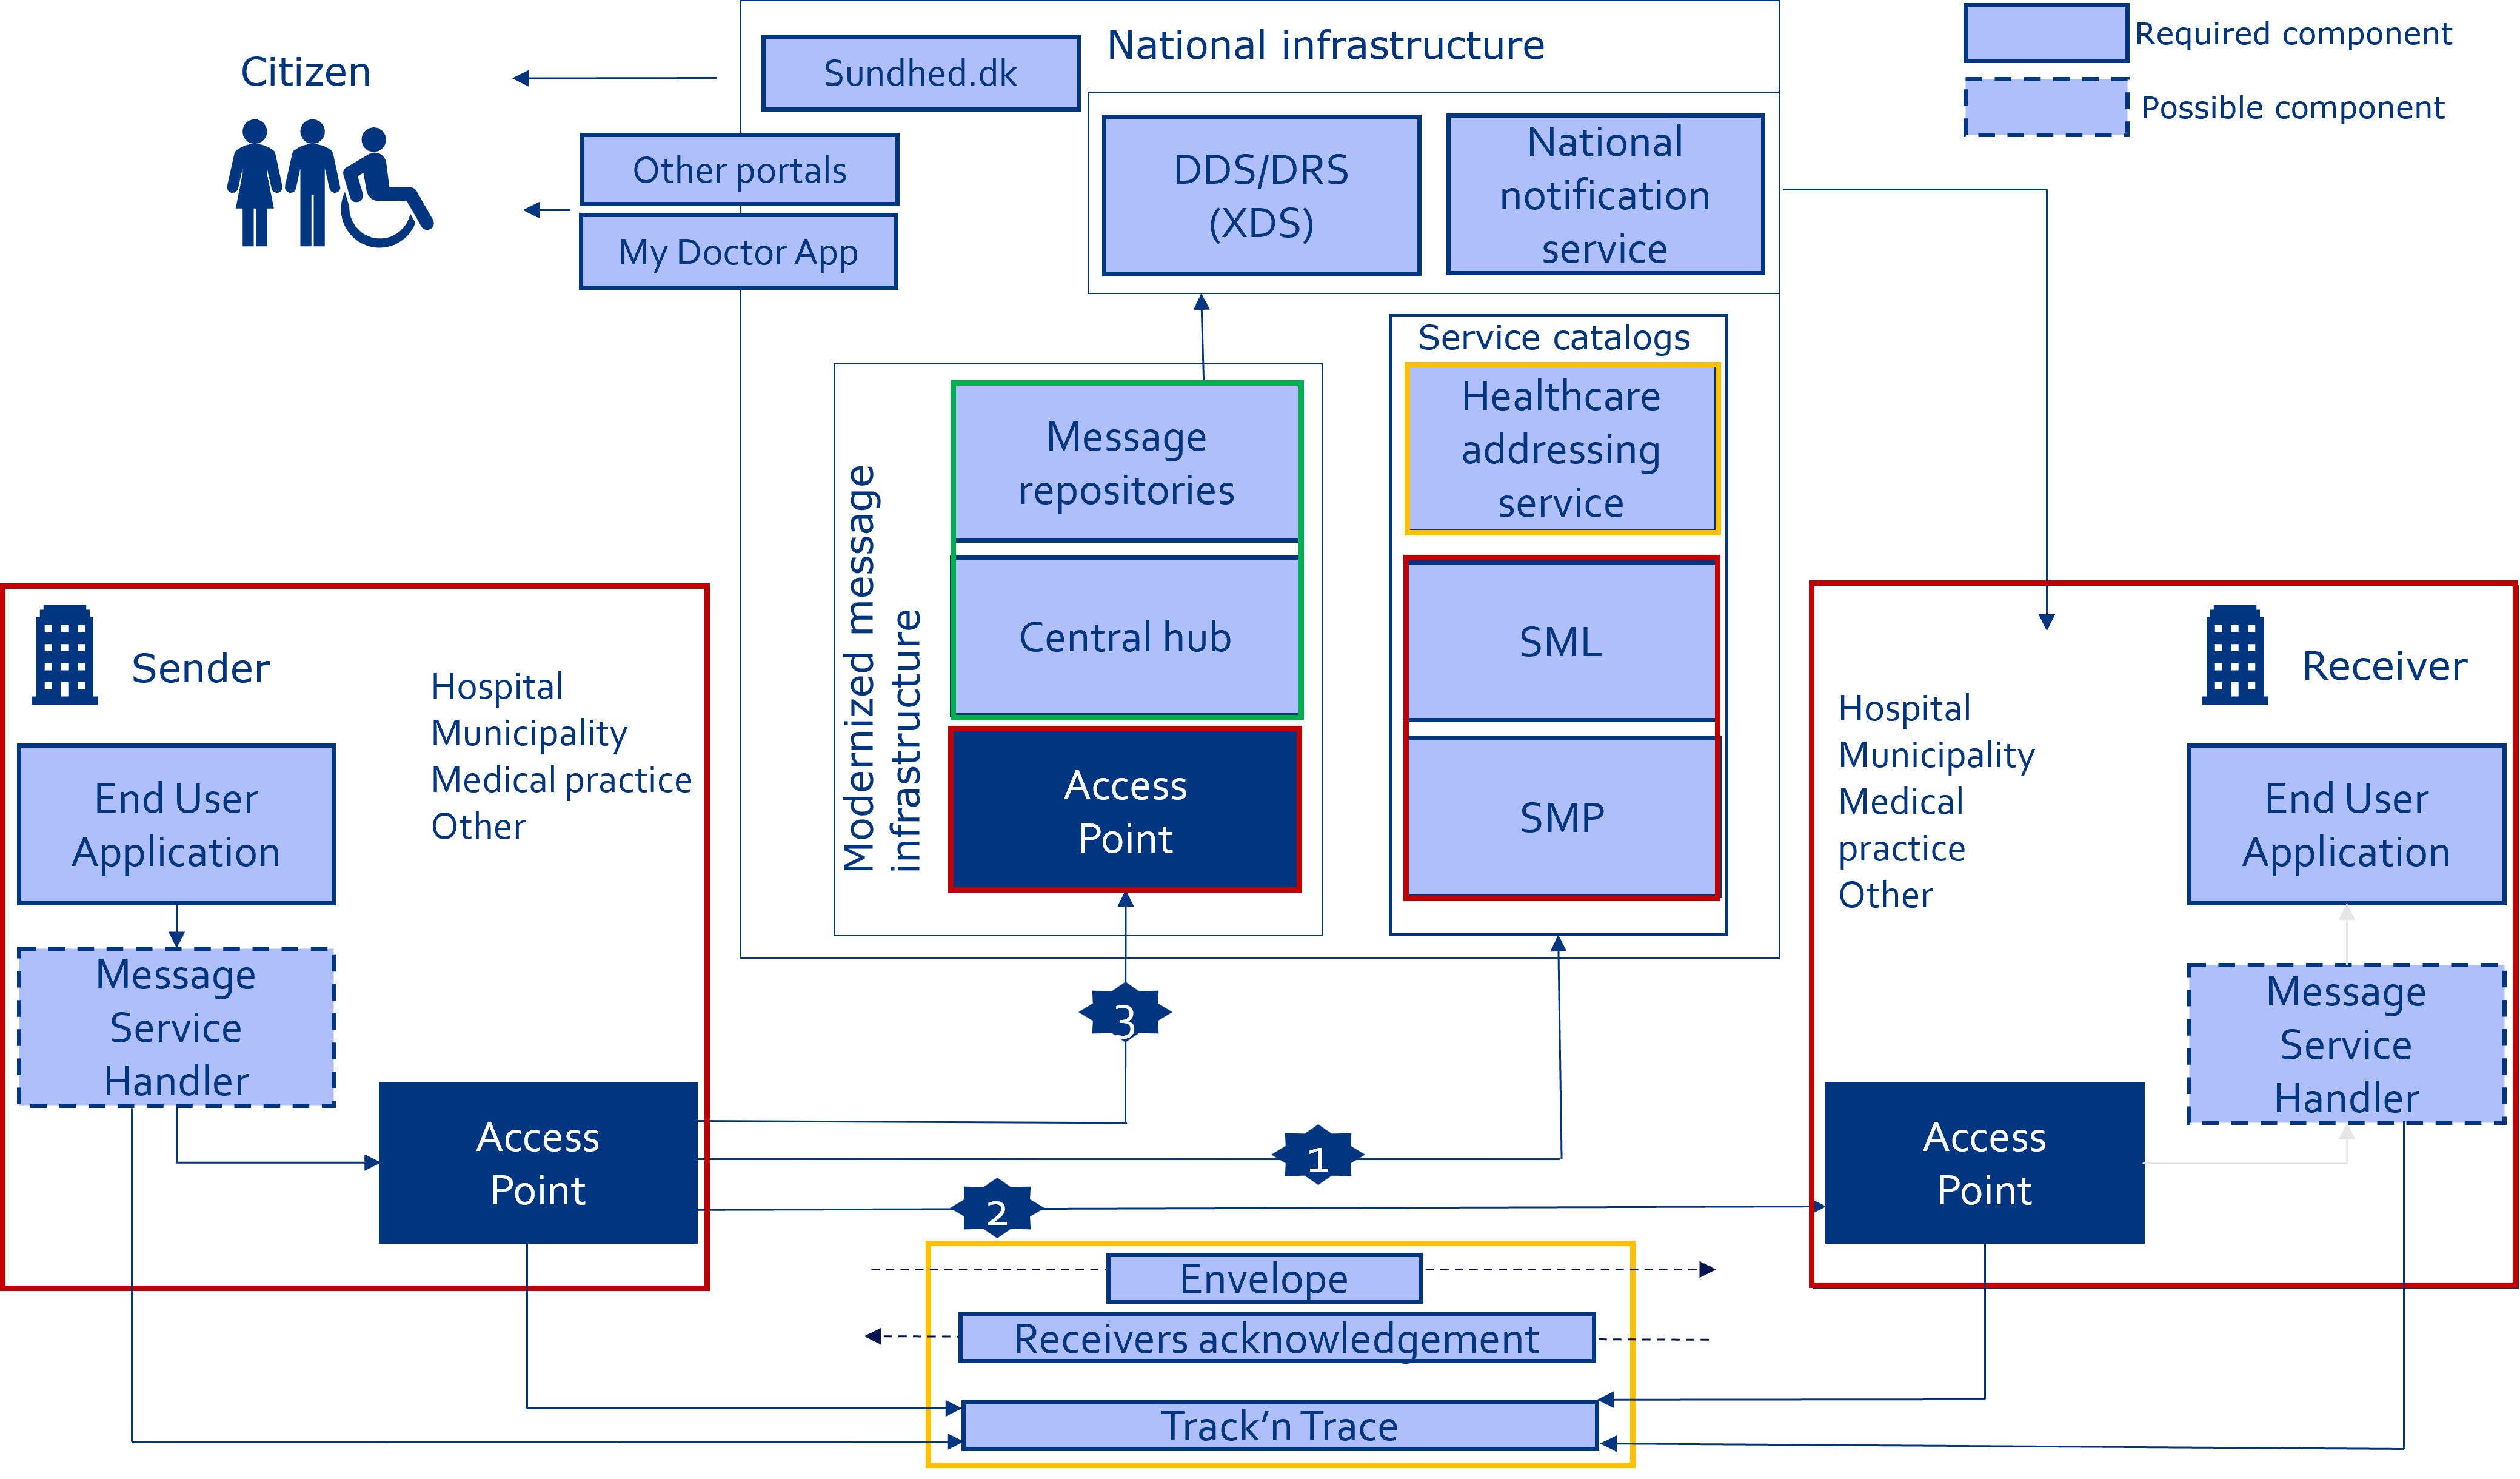 Citizen
Sundhed.dk
National infrastructure
Other portals
My Doctor App
DDS/DRS
(XDS)
National
notification
service
Required component
Possible component
Service catalogs
Healthcare
addressing
service
SML
SMP
Modernized message
infrastructure
Message
repositories
Central hub
Access
Point
Sender
Hospital
Municipality
Medical practice
Other
End User
Application
Message
Service
Handler
Access
Point
3
1
2
Receiver
Hospital
Municipality
Medical
practice
Other
End User
Application
Message
Service
Handler
Access
Point
Envelope
Receivers acknowledgement
Track’n Trace